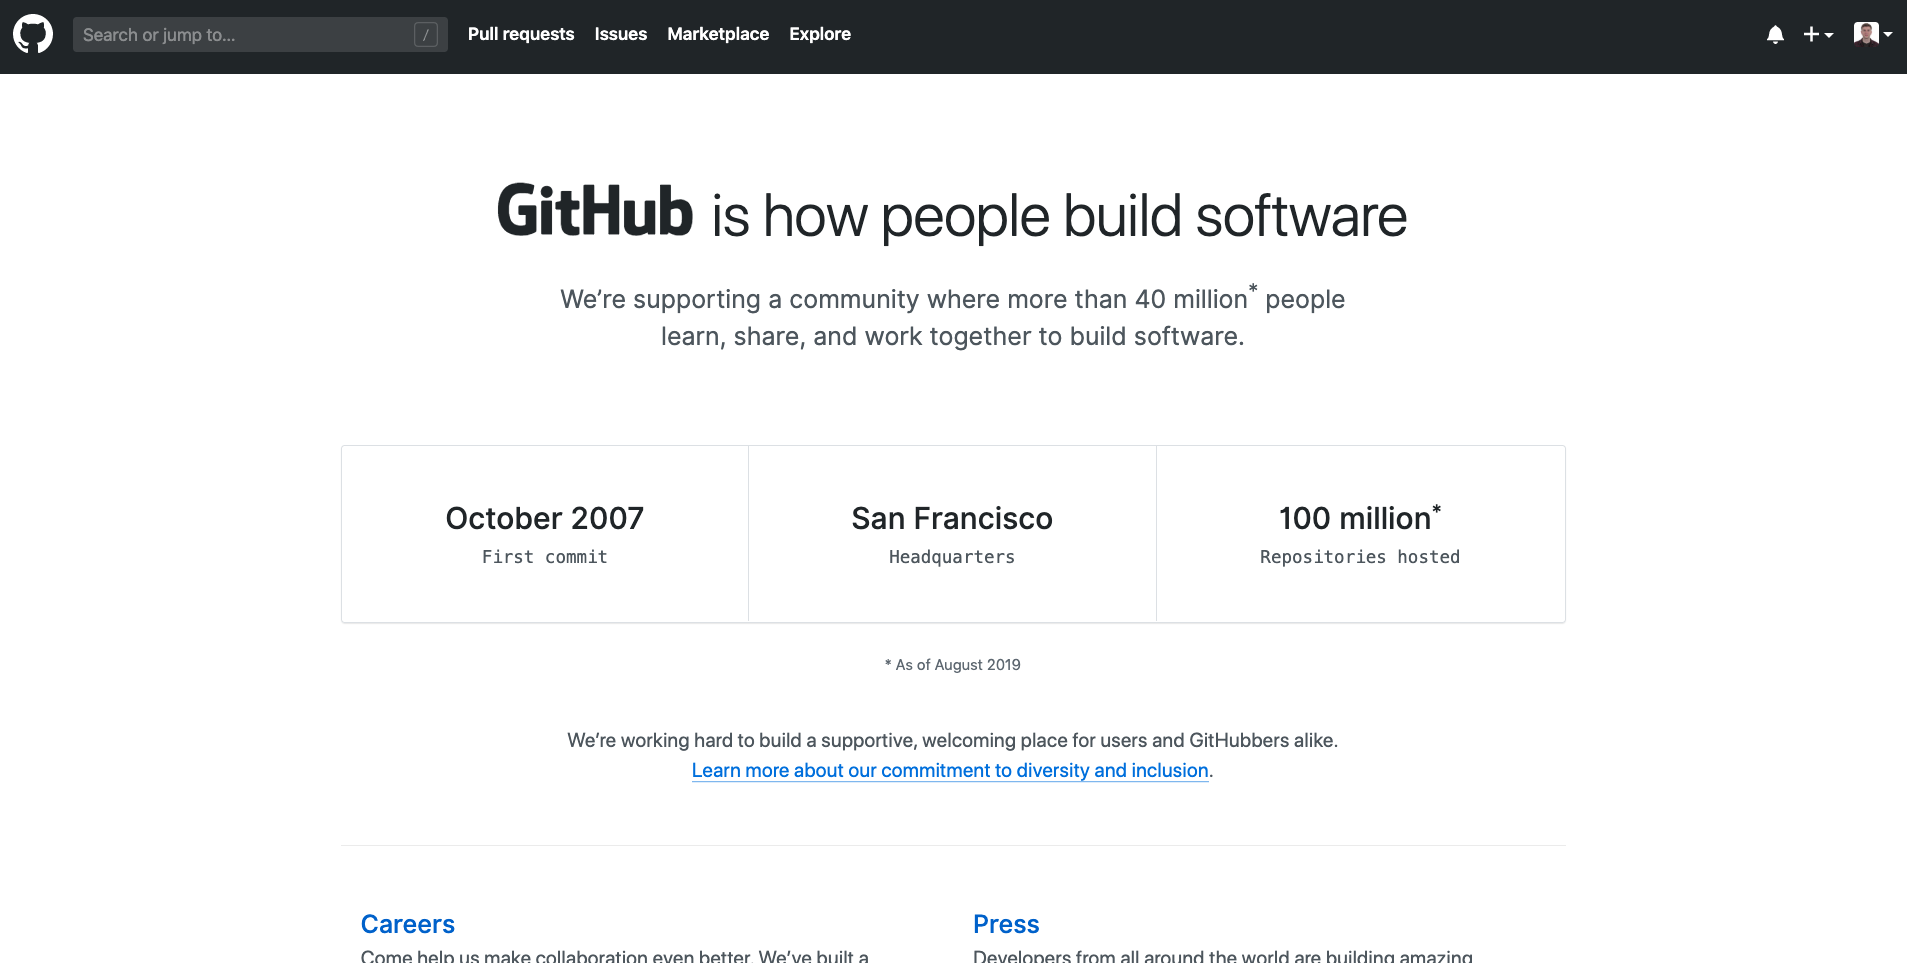 Search or jump to... /
Pull requests Issues Marketplace Explore
GitHub is how people build software
We’re supporting a community where more than 40 million* people
learn, share, and work together to build software.
October 2007
First commit
San Francisco
Headquarters
100 million*
Repositories hosted
* As of August 2019
We’re working hard to build a supportive, welcoming place for users and GitHubbers alike.
Learn more about our commitment to diversity and inclusion.
Careers
Come help us make collaboration even better. We’ve built a
Press
Developers from all around the world are building amazing